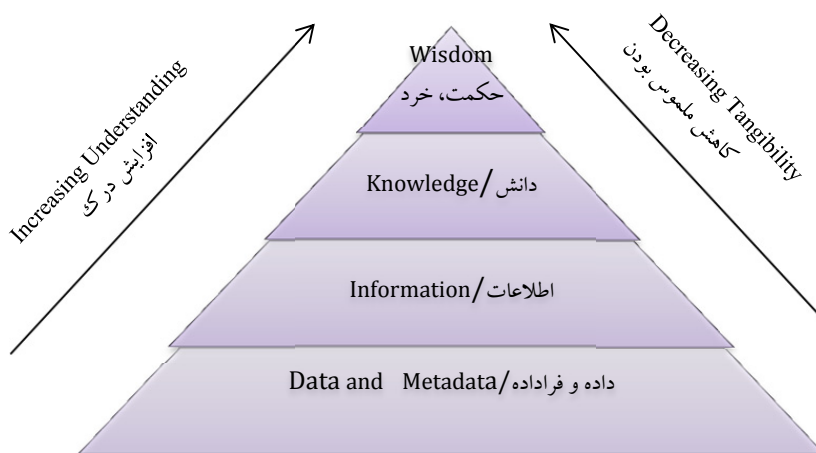 Wisdom
حکمت، خرد
Knowledge/دانش
Information/اطلاعات
Data and Metadata/داده و فراداده
Increasing Understanding
افزایش درک
Decreasing Tangibility
کاهش ملموس بودن